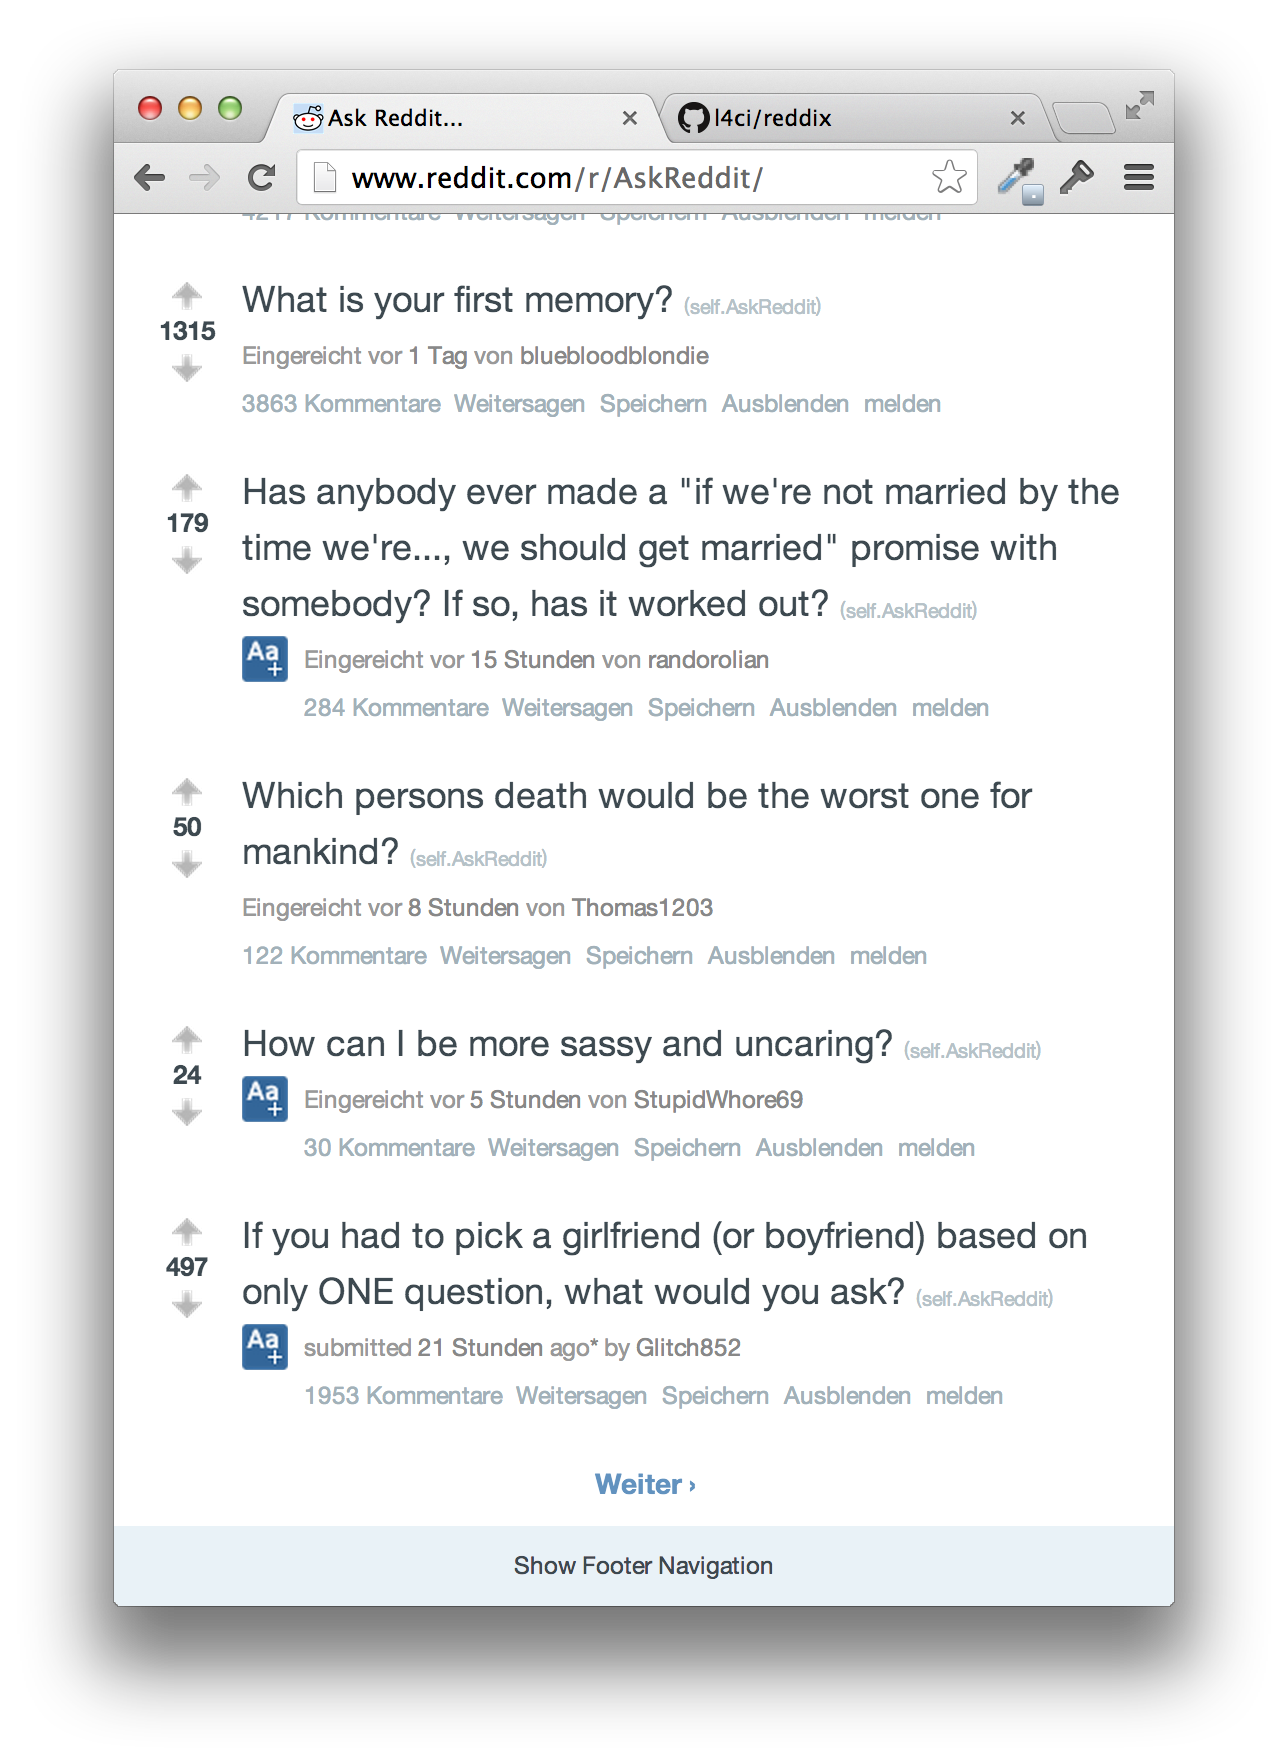 Ask Reddit...
l4ci/reddix
www.reddit.com/r/AskReddit/
4217 Kommentare Weitersagen Speichern Ausblenden melden
What is your first memory? (self.AskReddit)
1315
Eingereicht vor 1 Tag von bluebloodblondie
3863 Kommentare Weitersagen Speichern Ausblenden melden
Has anybody ever made a "if we're not married by the
179
time we're..., we should get married" promise with
somebody? If so, has it worked out? (self.AskReddit)
Aa+
Eingereicht vor 15 Stunden von randorolian
284 Kommentare Weitersagen Speichern Ausblenden melden
Which persons death would be the worst one for
50
mankind? (self.AskReddit)
Eingereicht vor 8 Stunden von Thomas1203
122 Kommentare Weitersagen Speichern Ausblenden melden
How can I be more sassy and uncaring? (self.AskReddit)
24
Aa+
Eingereicht vor 5 Stunden von StupidWhore69
30 Kommentare Weitersagen Speichern Ausblenden melden
If you had to pick a girlfriend (or boyfriend) based on
497
only ONE question, what would you ask? (self.AskReddit)
Aa+
submitted 21 Stunden ago* by Glitch852
1953 Kommentare Weitersagen Speichern Ausblenden melden
Weiter ›
Show Footer Navigation